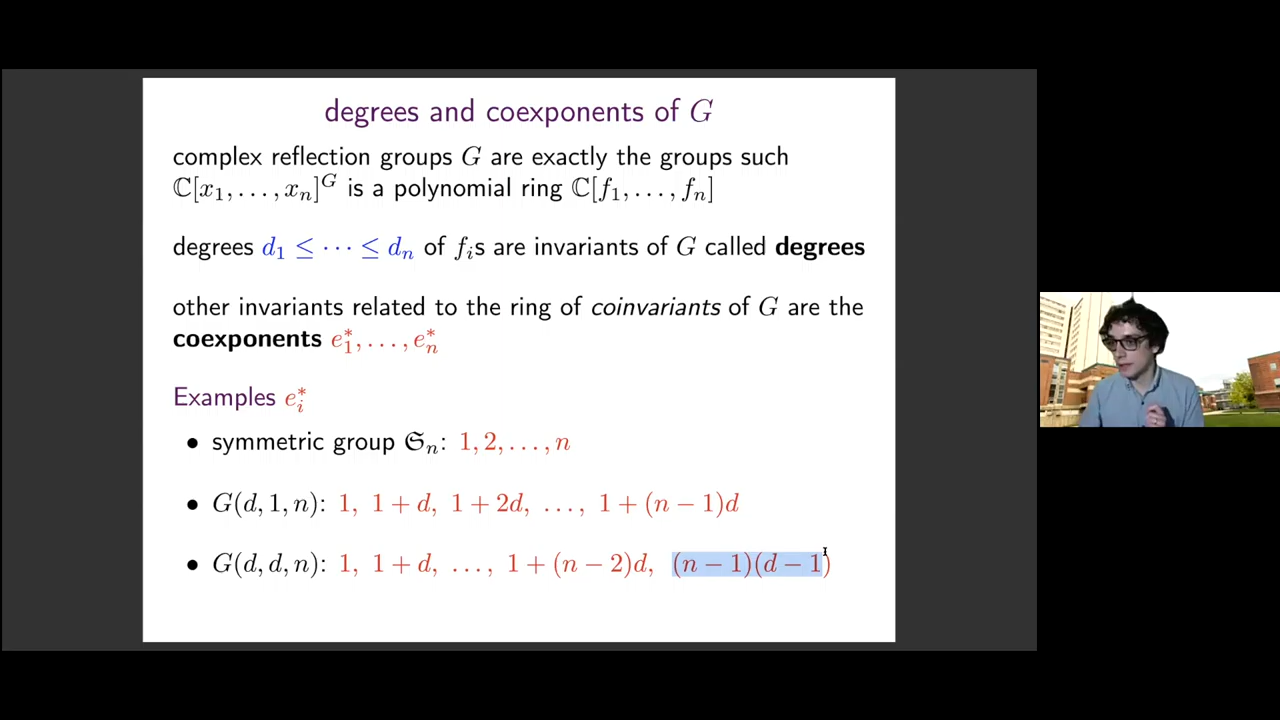 degrees and coexponents of G
complex reflection groups G are exactly the groups such
ℂ[x₁, . . . , xₙ]ᴳ is a polynomial ring ℂ[f₁, . . . , fₙ]
degrees d₁ ≤ · · · ≤ dₙ of fᵢs are invariants of G called degrees
other invariants related to the ring of coinvariants of G are the
coexponents e₁*, . . . , eₙ*
Examples eᵢ*
• symmetric group 𝔖ₙ: 1, 2, . . . , n
• G(d, 1, n): 1, 1 + d, 1 + 2d, . . . , 1 + (n − 1)d
• G(d, d, n): 1, 1 + d, . . . , 1 + (n − 2)d, (n − 1)(d − 1)